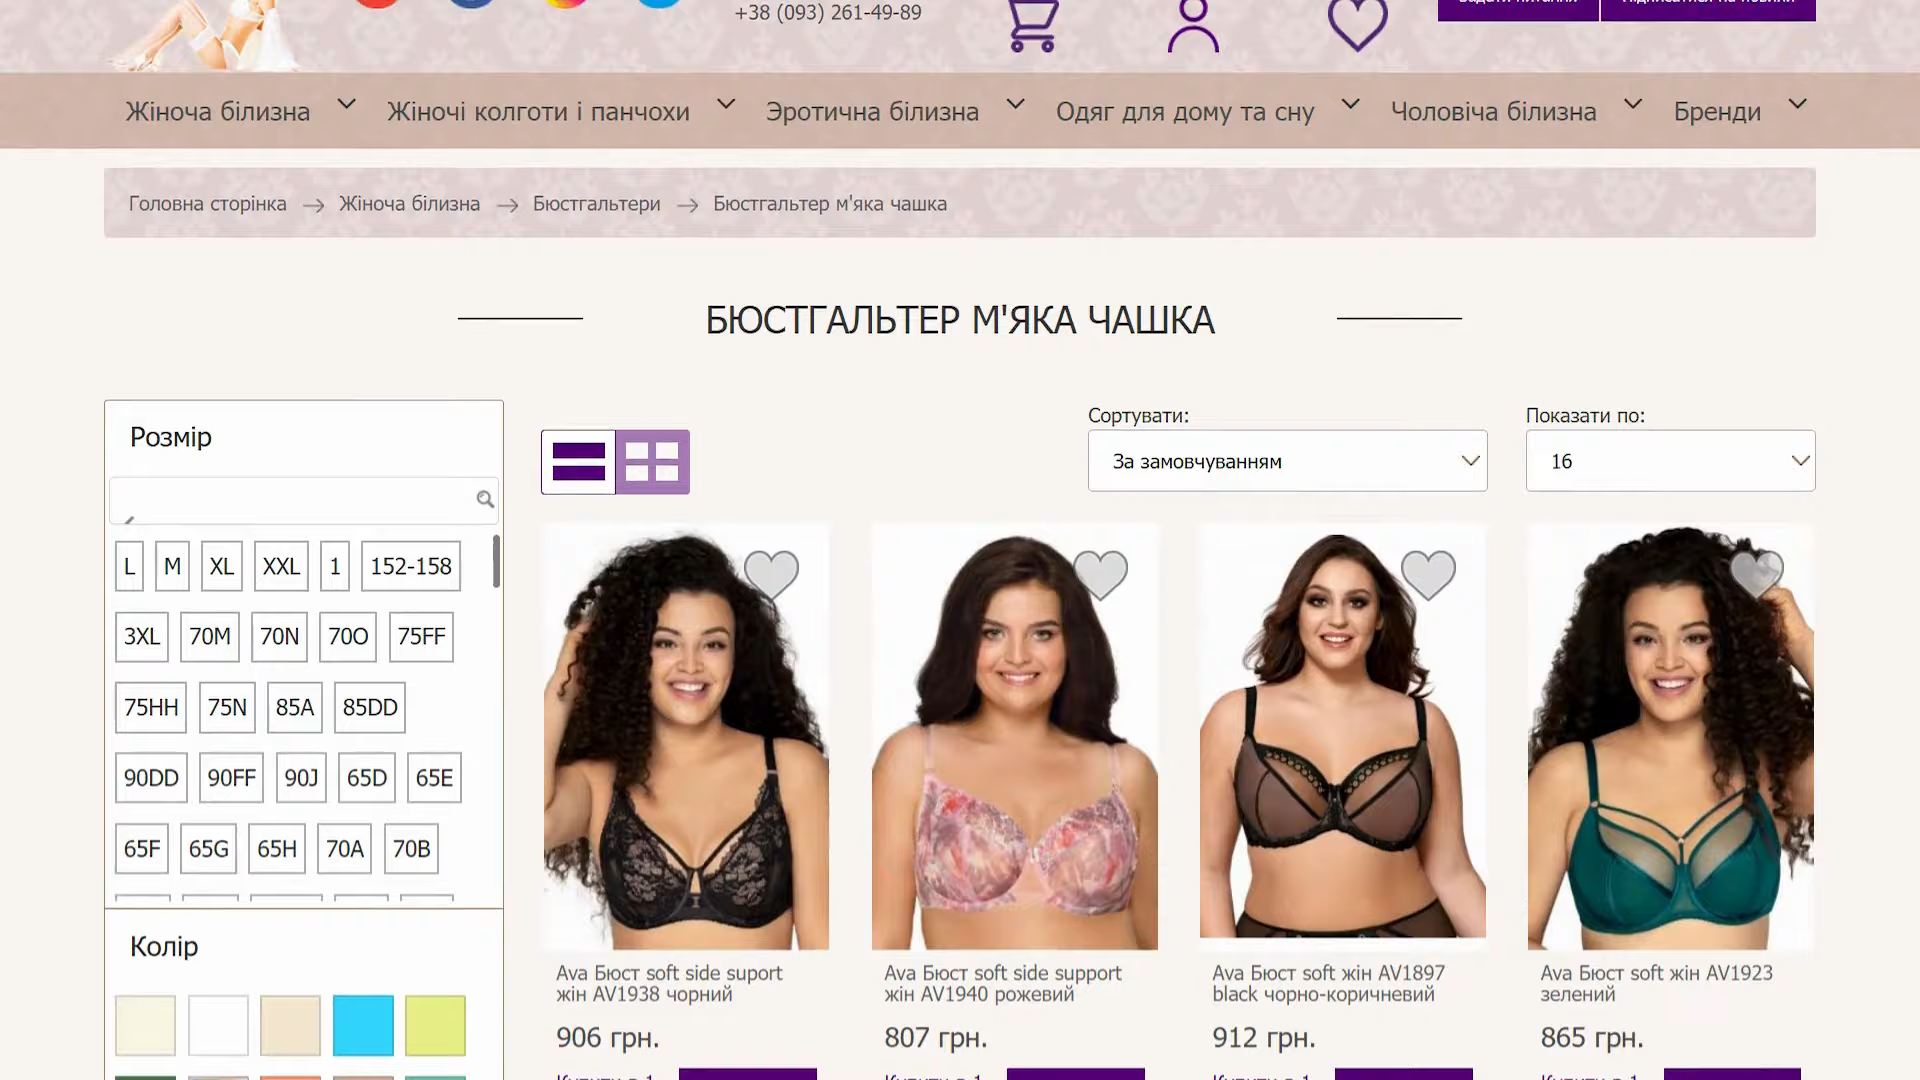 +38 (093) 261-49-89
Жіноча білизна
Жіночі колготи і панчохи
Эротична білизна
Одяг для дому та сну
Чоловіча білизна
Бренди
Головна сторінка → Жіноча білизна → Бюстгальтери → Бюстгальтер м'яка чашка
БЮСТГАЛЬТЕР М'ЯКА ЧАШКА
Розмір
L M XL XXL 1 152-158
3XL 70M 70N 70O 75FF
75HH 75N 85A 85DD
90DD 90FF 90J 65D 65E
65F 65G 65H 70A 70B
Колір
Сортувати:
За замовчуванням
Показати по:
16
Ava Бюст soft side suport
жін AV1938 чорний
906 грн.
Ava Бюст soft side support
жін AV1940 рожевий
807 грн.
Ava Бюст soft жін AV1897
black чорно-коричневий
912 грн.
Ava Бюст soft жін AV1923
зелений
865 грн.